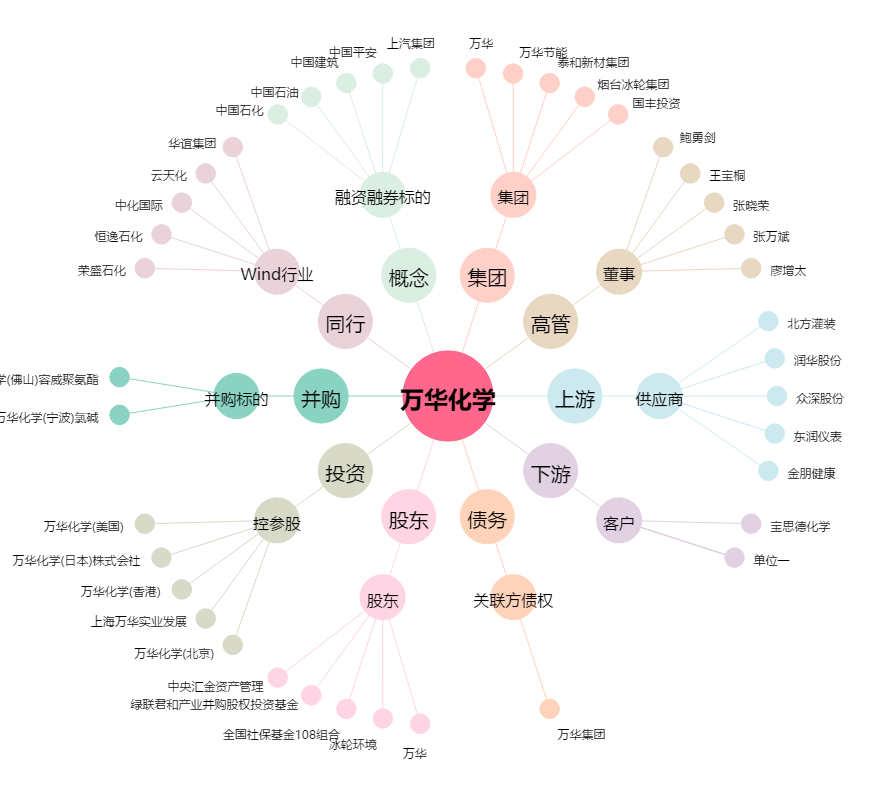 上汽集团
万华
中国平安
万华节能
中国建筑
泰和新材集团
中国石油
烟台冰轮集团
中国石化
国丰投资
华谊集团
鲍勇剑
云天化
王宝桐
融资融券标的
集团
中化国际
张晓荣
恒逸石化
张万斌
荣盛石化
Wind行业
概念
集团
董事
廖增太
同行
高管
北方灌装
润华股份
学(佛山)容威聚氨酯
并购标的
并购
万华化学
上游
供应商
众深股份
万华化学(宁波)氯碱
东润仪表
投资
下游
金朋健康
万华化学(美国)
控参股
股东
债务
客户
宝思德化学
万华化学(日本)株式会社
单位一
万华化学(香港)
股东
关联方债权
上海万华实业发展
万华化学(北京)
中央汇金资产管理
绿联君和产业并购股权投资基金
全国社保基金108组合
冰轮环境
万华
万华集团